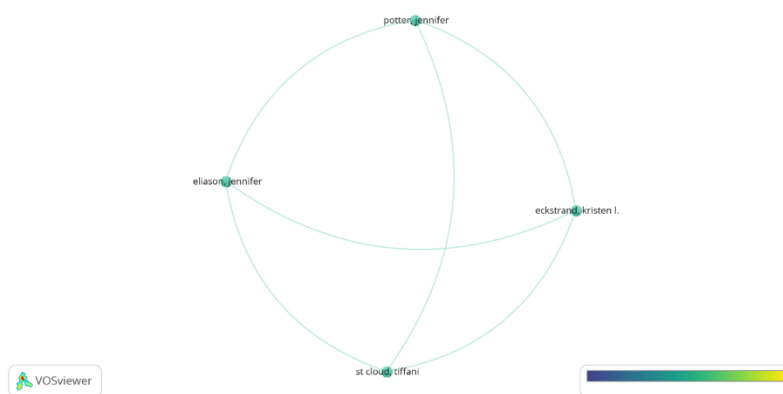 potter, jennifer
eliason, jennifer
eckstrand, kristen l.
st cloud, tiffani
VOSviewer